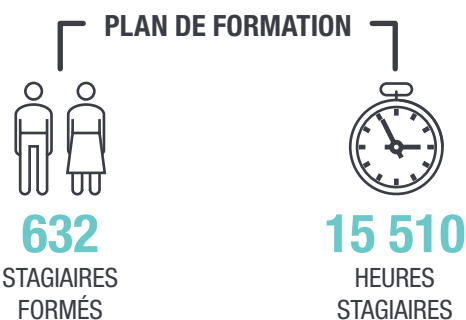 PLAN DE FORMATION
632
STAGIAIRES
FORMÉS
15 510
HEURES
STAGIAIRES